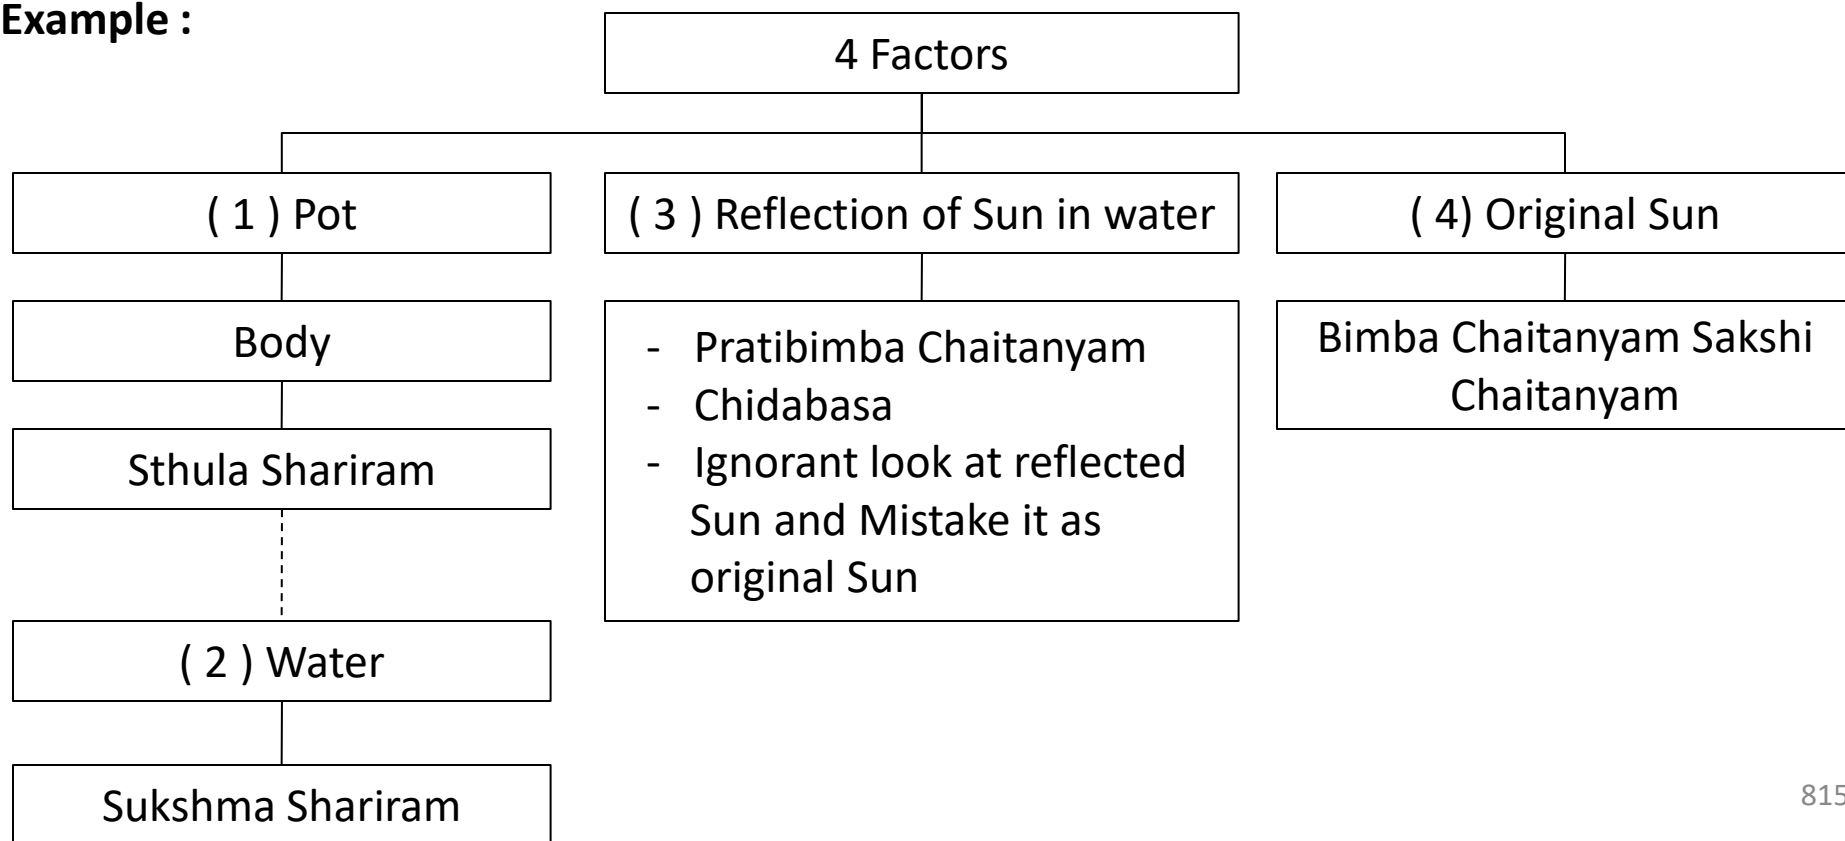 Example :
4 Factors
( 1 ) Pot
Body
Sthula Shariram
( 2 ) Water
Sukshma Shariram
( 3 ) Reflection of Sun in water
- Pratibimba Chaitanyam
- Chidabasa
- Ignorant look at reflected
Sun and Mistake it as
original Sun
( 4) Original Sun
Bimba Chaitanyam Sakshi
Chaitanyam
815